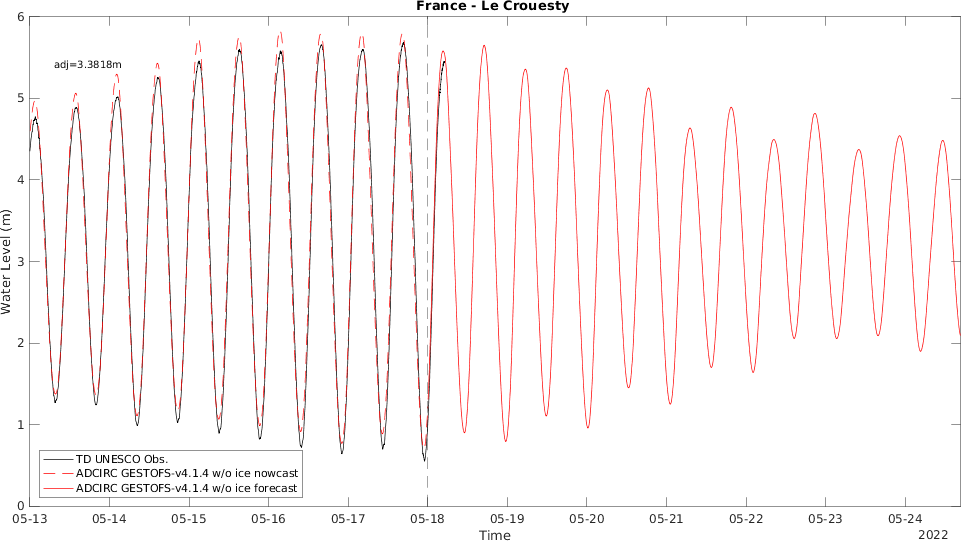 France - Le Crouesty
6
adj=3.3818m
5
4
3
2
1
0
Water Level (m)
TD UNESCO Obs.
ADCIRC GESTOFS-v4.1.4 w/o ice nowcast
ADCIRC GESTOFS-v4.1.4 w/o ice forecast
05-13 05-14 05-15 05-16 05-17 05-18 05-19 05-20 05-21 05-22 05-23 05-24
Time
2022